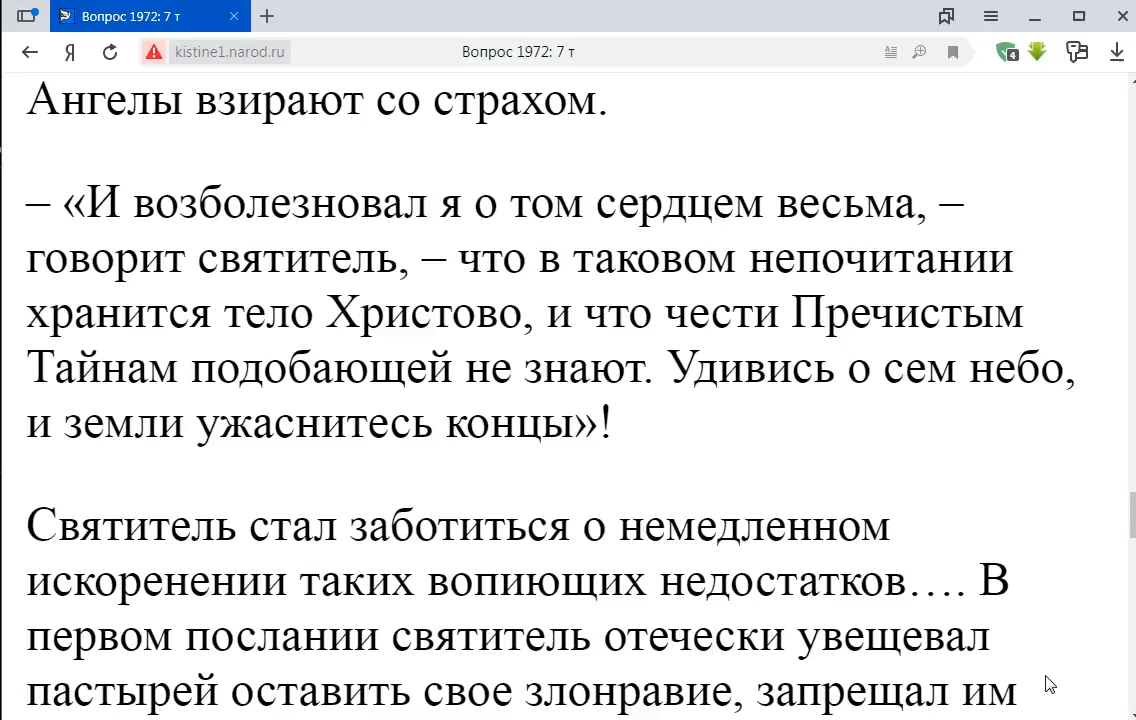 Вопрос 1972: 7 т
kistine1.narod.ru
Вопрос 1972: 7 т
4
Ангелы взирают со страхом.
– «И возболезновал я о том сердцем весьма, –
говорит святитель, – что в таковом непочитании
хранится тело Христово, и что чести Пречистым
Тайнам подобающей не знают. Удивись о сем небо,
и земли ужаснитесь концы»!
Святитель стал заботиться о немедленном
искоренении таких вопиющих недостатков…. В
первом послании святитель отечески увещевал
пастырей оставить свое злонравие, запрещал им